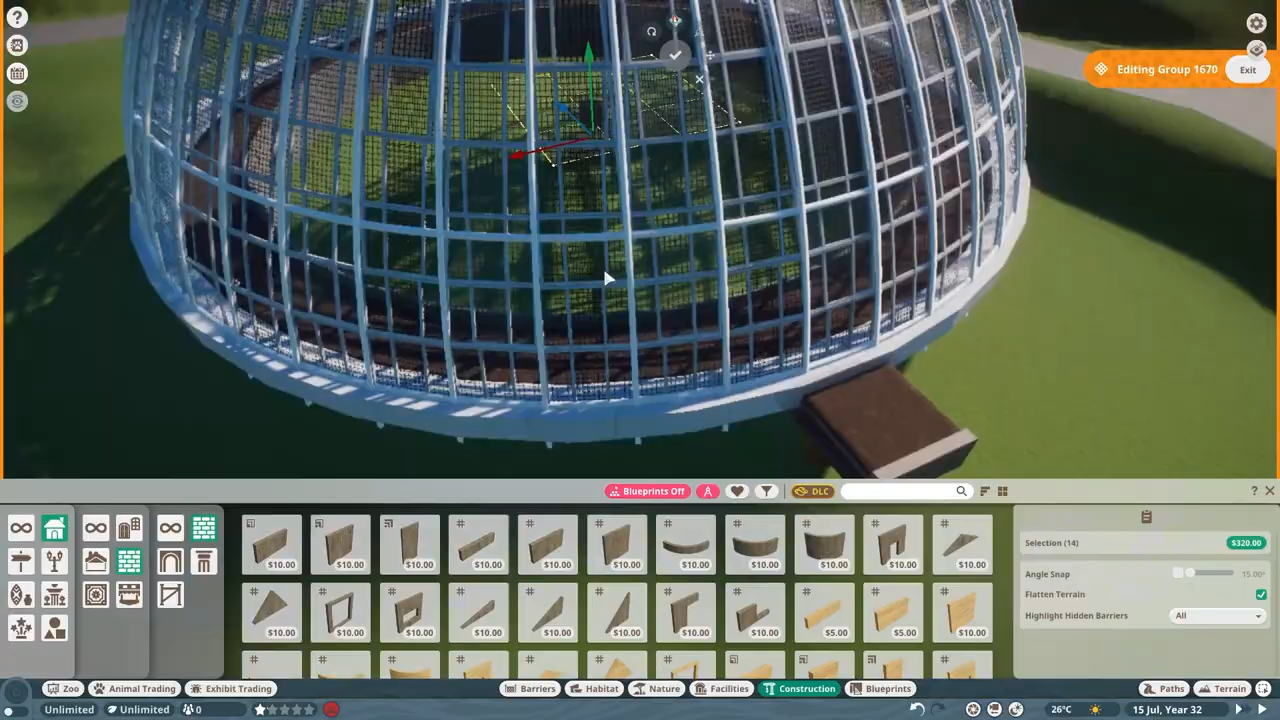 Editing Group 1670
Exit
Blueprints Off
DLC
$10.00 $10.00 $10.00 $10.00 $10.00 $10.00 $10.00 $10.00 $10.00 $10.00 $10.00
$10.00 $10.00 $10.00 $10.00 $10.00 $10.00 $10.00 $10.00 $5.00 $5.00 $10.00
Selection (14) $320.00
Angle Snap 15.00°
Flatten Terrain
Highlight Hidden Barriers All
Zoo Animal Trading Exhibit Trading Barriers Habitat Nature Facilities Construction Blueprints Paths Terrain
Unlimited Unlimited 0 26°C 15 Jul, Year 32